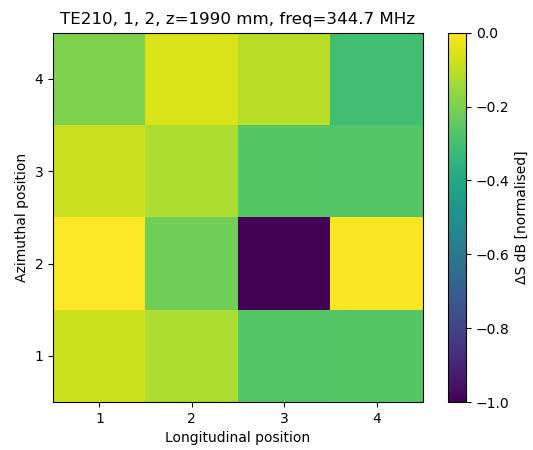 TE210, 1, 2, z=1990 mm, freq=344.7 MHz
4
3
2
1
Azimuthal position
1 2 3 4
Longitudinal position
0.0
−0.2
−0.4
−0.6
−0.8
−1.0
ΔS dB [normalised]